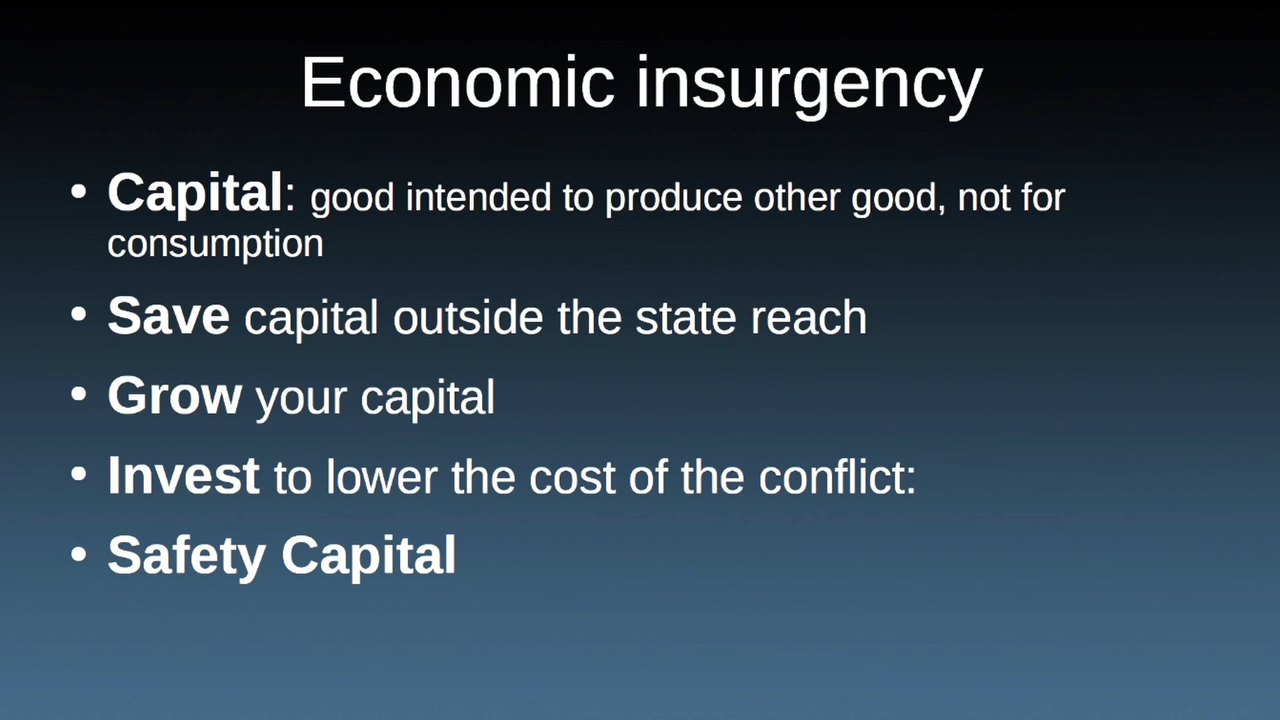 Economic insurgency
• Capital: good intended to produce other good, not for
consumption
• Save capital outside the state reach
• Grow your capital
• Invest to lower the cost of the conflict:
• Safety Capital